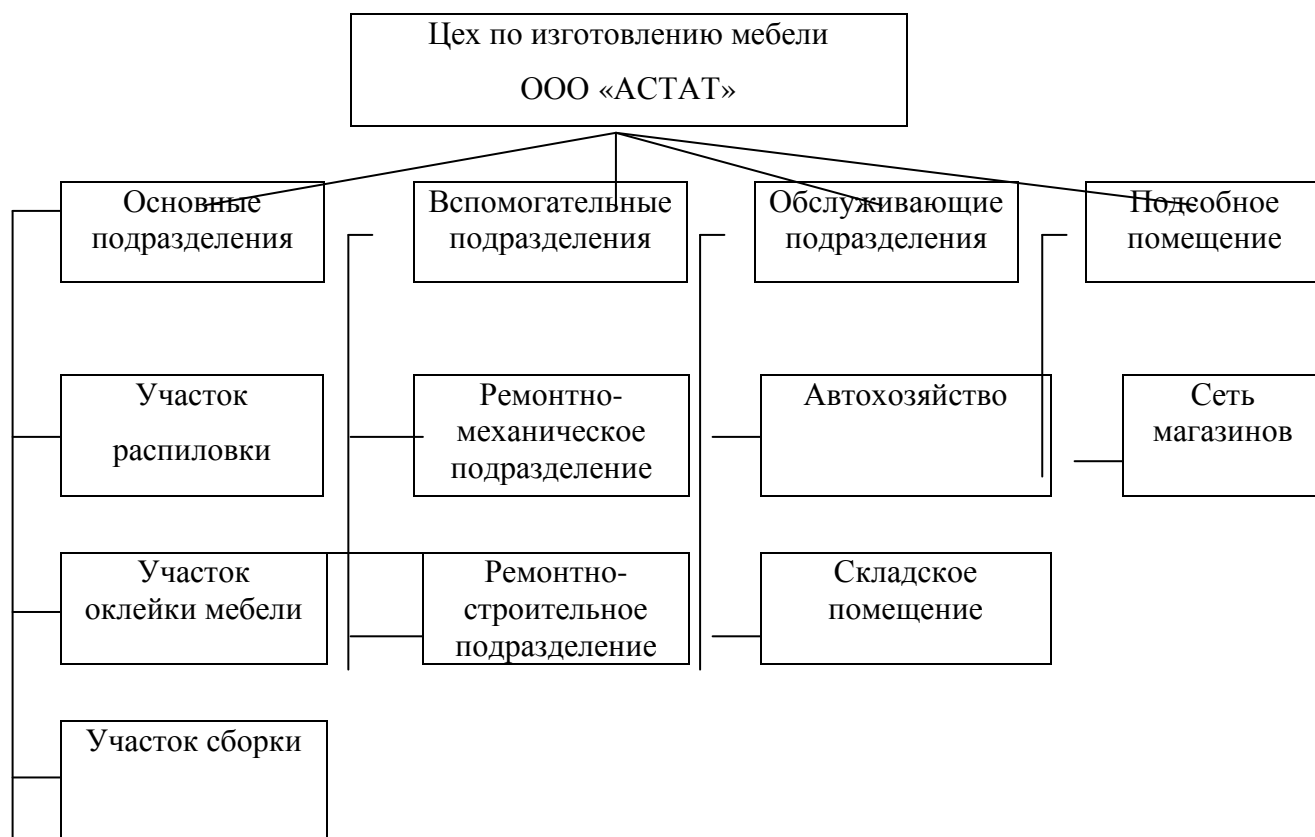 Цех по изготовлению мебели
ООО «АСТАТ»
Основные
подразделения
Вспомогательные
подразделения
Обслуживающие
подразделения
Подсобное
помещение
Участок
распиловки
Ремонтно-
механическое
подразделение
Автохозяйство
Сеть
магазинов
Участок
оклейки мебели
Ремонтно-
строительное
подразделение
Складское
помещение
Участок сборки